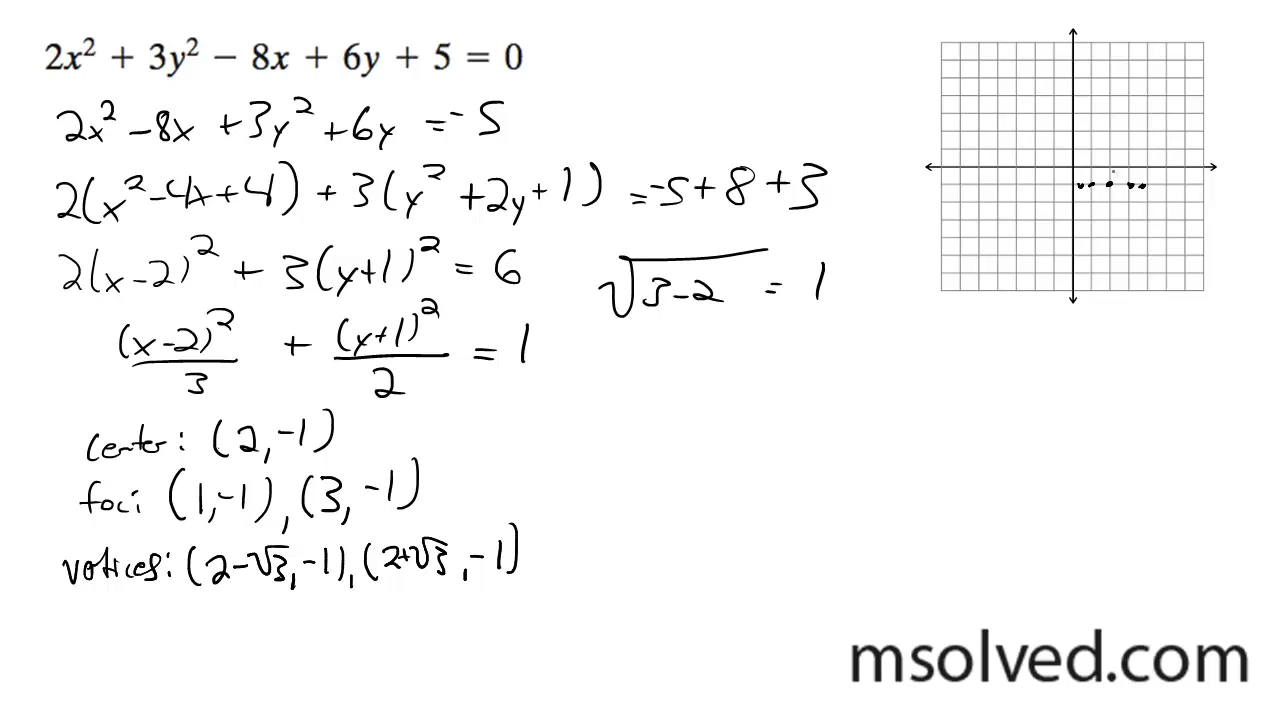 2x² + 3y² − 8x + 6y + 5 = 0
2x² − 8x + 3y² + 6y = −5
2(x² − 4x + 4) + 3(y² + 2y + 1) = −5 + 8 + 3
2(x − 2)² + 3(y + 1)² = 6
√(3 − 2) = 1
(x − 2)²/3 + (y + 1)²/2 = 1
center: (2, −1)
foci: (1, −1), (3, −1)
vertices: (2 − √3, −1), (2 + √3, −1)
msolved.com